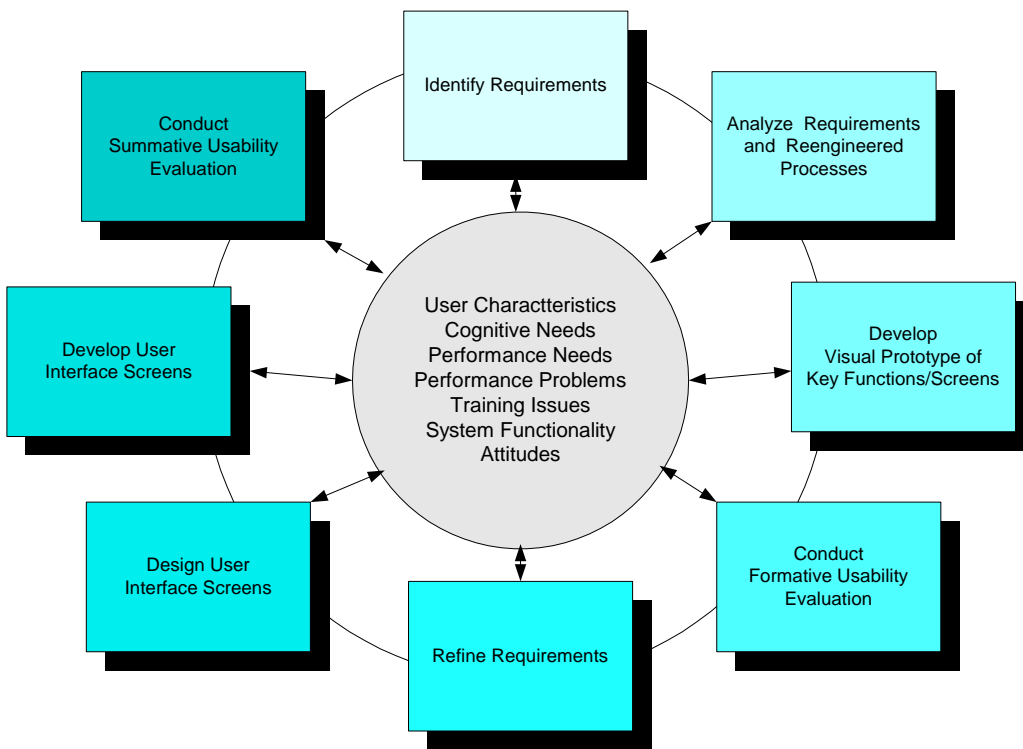 Identify Requirements
Analyze Requirements
and Reengineered
Processes
Develop
Visual Prototype of
Key Functions/Screens
Conduct
Formative Usability
Evaluation
Refine Requirements
Design User
Interface Screens
Develop User
Interface Screens
Conduct
Summative Usability
Evaluation
User Charactteristics
Cognitive Needs
Performance Needs
Performance Problems
Training Issues
System Functionality
Attitudes